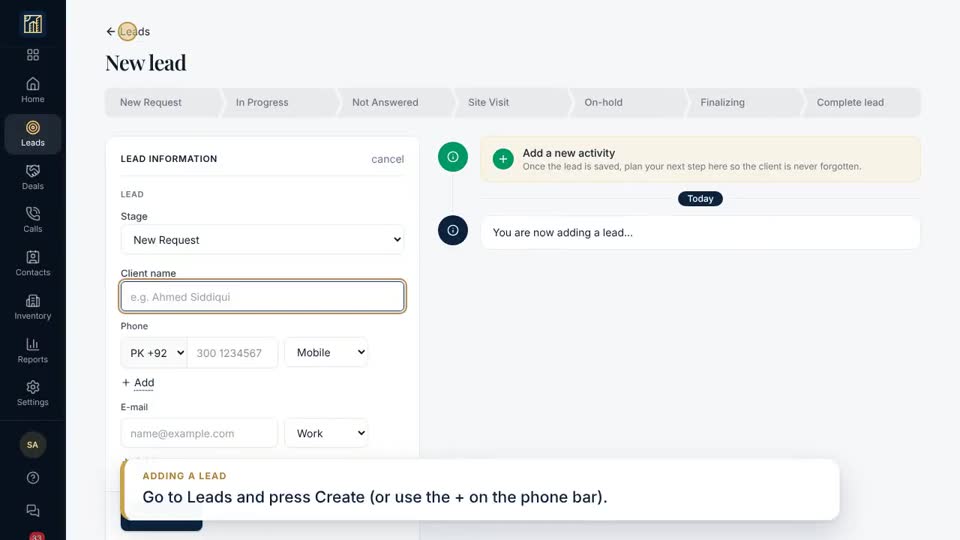 Leads
New lead
New Request
In Progress
Not Answered
Site Visit
On-hold
Finalizing
Complete lead
Home
Leads
Deals
Calls
Contacts
Inventory
Reports
Settings
SA
33
LEAD INFORMATION
cancel
LEAD
Stage
New Request
Client name
e.g. Ahmed Siddiqui
Phone
PK +92
300 1234567
Mobile
+ Add
E-mail
name@example.com
Work
Add a new activity
Once the lead is saved, plan your next step here so the client is never forgotten.
Today
You are now adding a lead...
ADDING A LEAD
Go to Leads and press Create (or use the + on the phone bar).